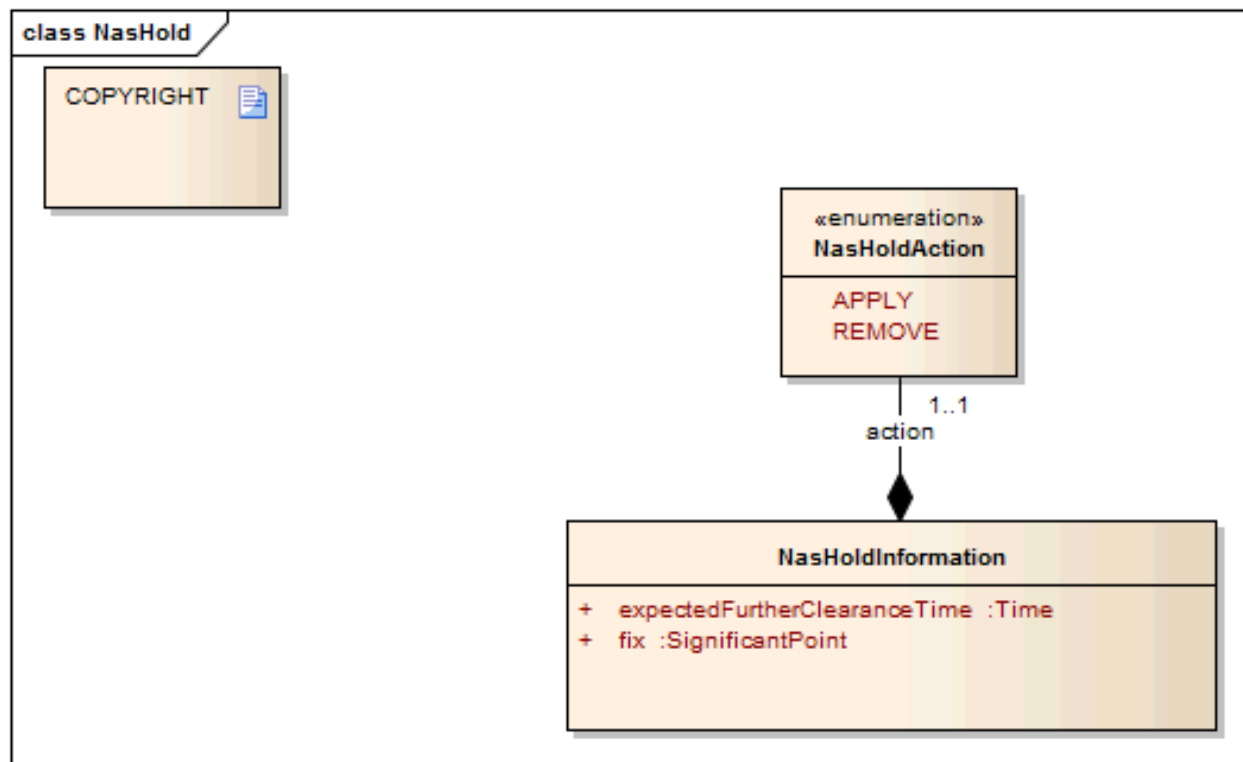 class NasHold
COPYRIGHT
«enumeration»
NasHoldAction
APPLY
REMOVE
1..1
action
NasHoldInformation
+ expectedFurtherClearanceTime :Time
+ fix :SignificantPoint